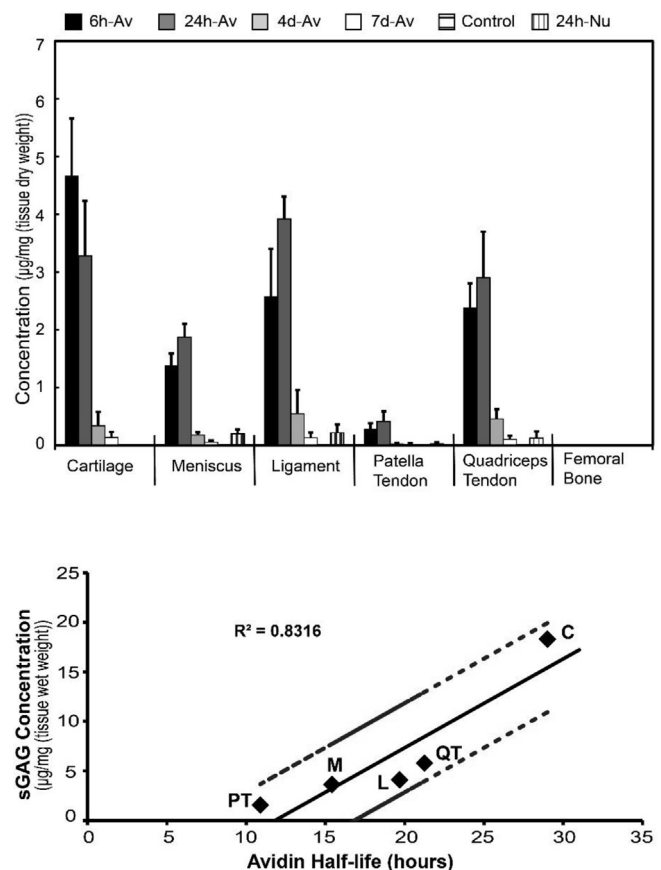 6h-Av 24h-Av 4d-Av 7d-Av Control 24h-Nu
7
6
5
4
3
2
1
0
Concentration (µg/mg (tissue dry weight))
Cartilage Meniscus Ligament Patella Tendon Quadriceps Tendon Femoral Bone
25
20
15
10
5
0
sGAG Concentration
(µg/mg (tissue wet weight))
R² = 0.8316
C
QT
M
L
PT
0 5 10 15 20 25 30 35
Avidin Half-life (hours)